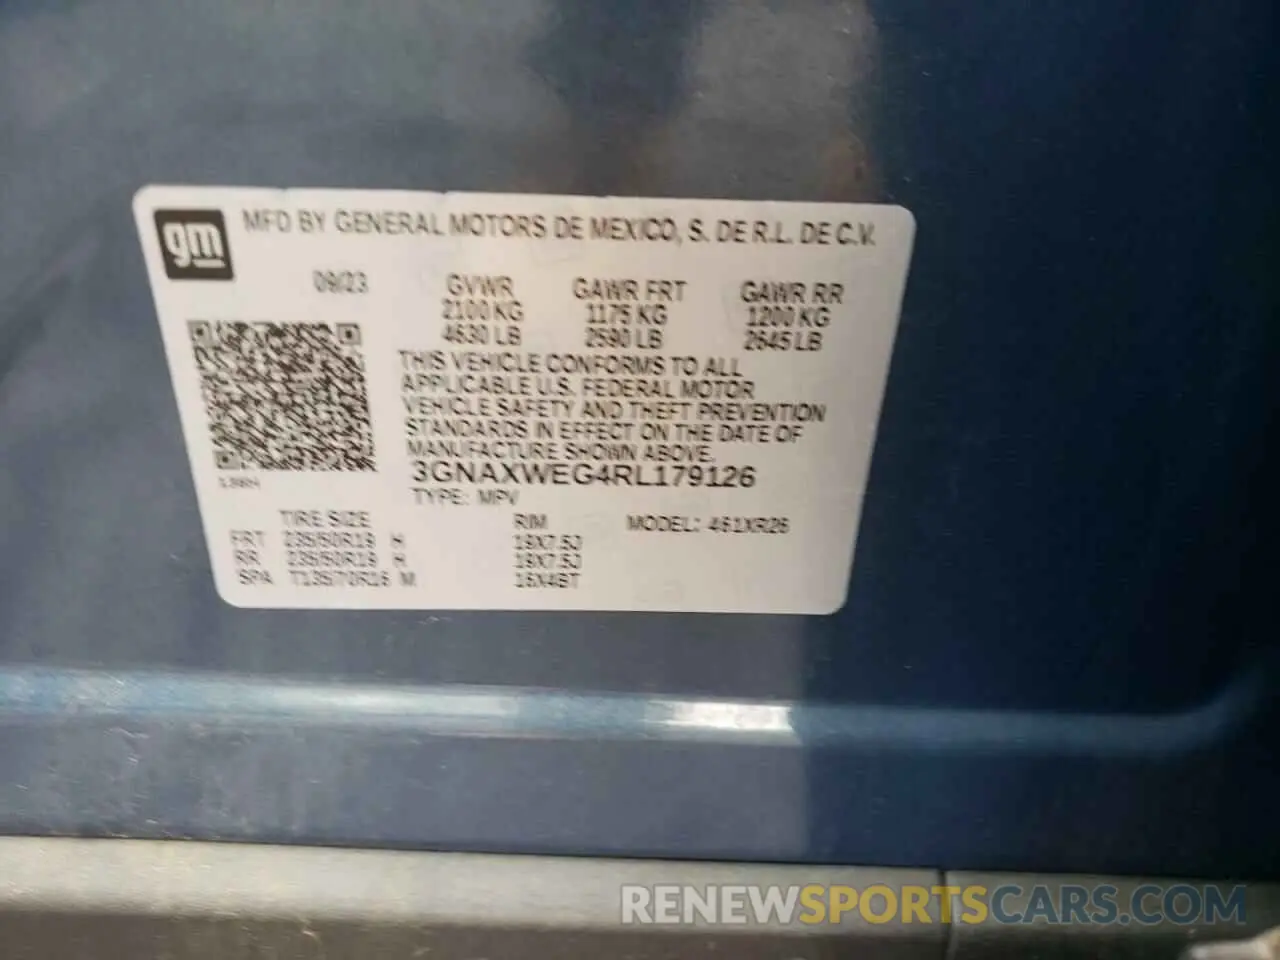 gm
MFD BY GENERAL MOTORS DE MEXICO, S. DE R.L. DE C.V.
09/23 GVWR GAWR FRT GAWR RR
2100 KG 1175 KG 1200 KG
4630 LB 2590 LB 2645 LB
THIS VEHICLE CONFORMS TO ALL
APPLICABLE U.S. FEDERAL MOTOR
VEHICLE SAFETY AND THEFT PREVENTION
STANDARDS IN EFFECT ON THE DATE OF
MANUFACTURE SHOWN ABOVE.
3GNAXWEG4RL179126
TYPE: MPV
TIRE SIZE RIM MODEL: 461XR26
FRT 235/50R19 H 19X7.5J
RR 235/50R19 H 19X7.5J
SPA T135/70R16 M 16X4BT
RENEWSPORTSCARS.COM